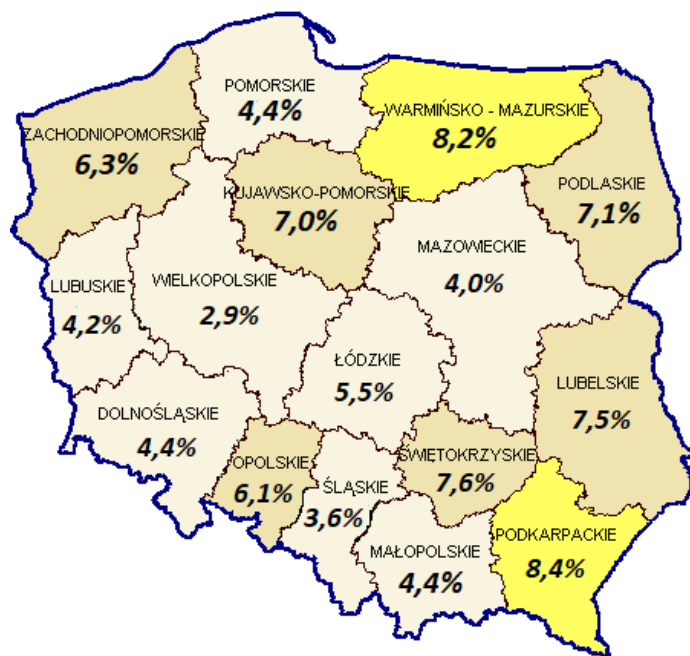 POMORSKIE
4,4%
WARMIŃSKO - MAZURSKIE
8,2%
ZACHODNIOPOMORSKIE
6,3%
KUJAWSKO-POMORSKIE
7,0%
PODLASKIE
7,1%
MAZOWIECKIE
4,0%
LUBUSKIE
4,2%
WIELKOPOLSKIE
2,9%
ŁÓDZKIE
5,5%
LUBELSKIE
7,5%
DOLNOŚLĄSKIE
4,4%
OPOLSKIE
6,1%
ŚLĄSKIE
3,6%
ŚWIĘTOKRZYSKIE
7,6%
MAŁOPOLSKIE
4,4%
PODKARPACKIE
8,4%